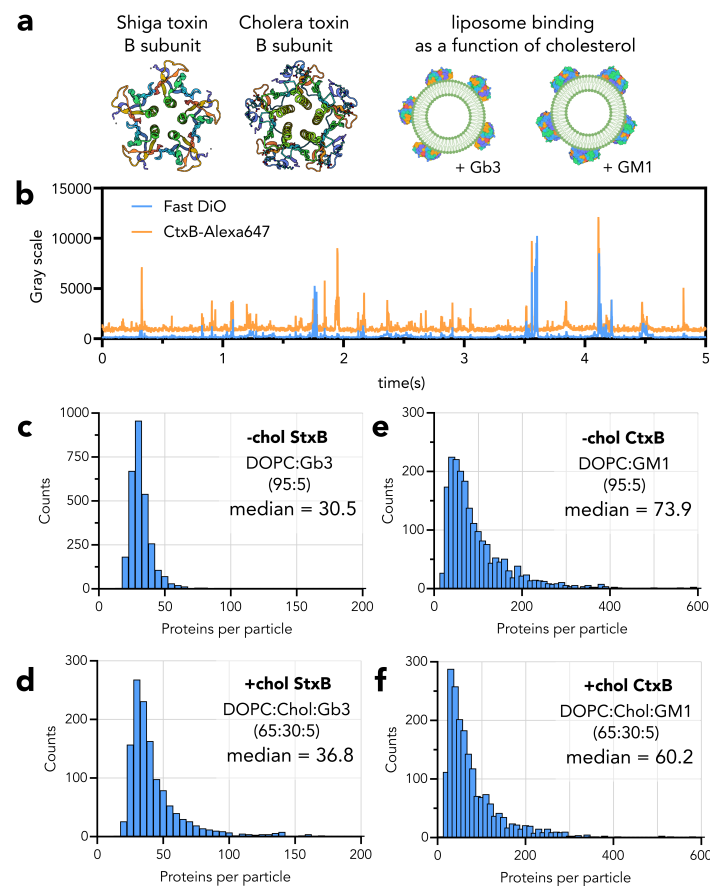 a
Shiga toxin
B subunit
Cholera toxin
B subunit
liposome binding
as a function of cholesterol
+ Gb3
+ GM1
b
15000
10000
5000
0
Gray scale
Fast DiO
CtxB-Alexa647
0
1
2
3
4
5
time(s)
c
1000
750
500
250
0
Counts
-chol StxB
DOPC:Gb3
(95:5)
median = 30.5
0
50
100
150
200
Proteins per particle
e
300
200
100
0
Counts
-chol CtxB
DOPC:GM1
(95:5)
median = 73.9
0
200
400
600
Proteins per particle
d
300
200
100
0
Counts
+chol StxB
DOPC:Chol:Gb3
(65:30:5)
median = 36.8
0
50
100
150
200
Proteins per particle
f
300
200
100
0
Counts
+chol CtxB
DOPC:Chol:GM1
(65:30:5)
median = 60.2
0
200
400
600
Proteins per particle